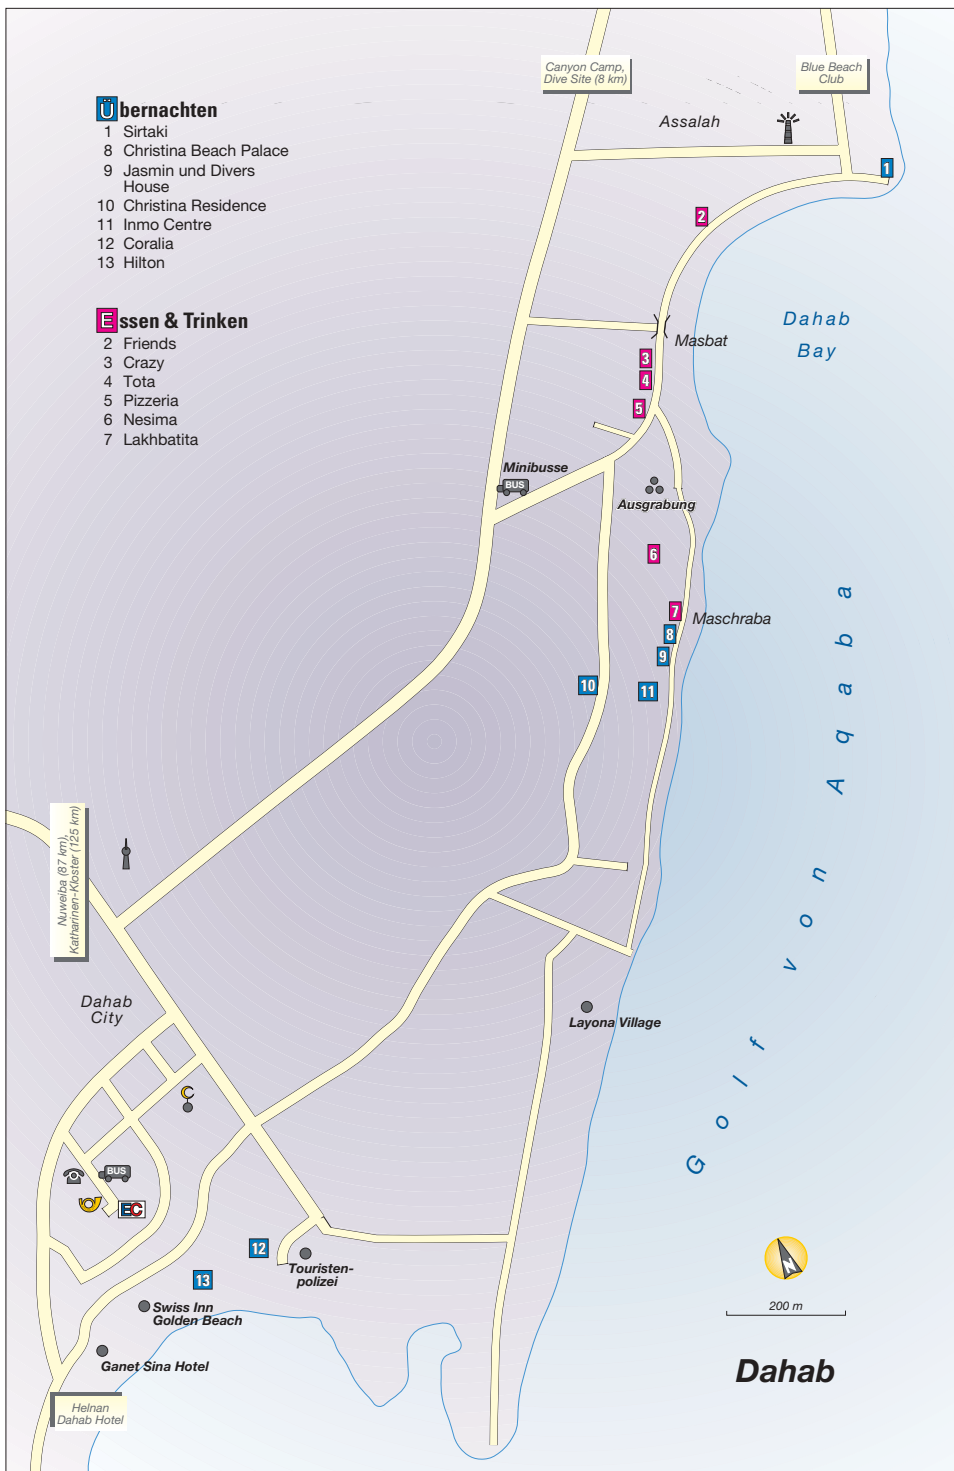 Canyon Camp,
Dive Site (8 km)
Blue Beach
Club
Übernachten
1 Sirtaki
8 Christina Beach Palace
9 Jasmin und Divers
House
10 Christina Residence
11 Inmo Centre
12 Coralia
13 Hilton
Essen & Trinken
2 Friends
3 Crazy
4 Tota
5 Pizzeria
6 Nesima
7 Lakhbatita
Assalah
1
2
Dahab
Bay
Masbat
3
4
5
Minibusse
BUS
Ausgrabung
6
7
Maschraba
8
9
10
11
Golf von Aqaba
Nuweiba (87 km),
Katharinen-Kloster (125 km)
Dahab
City
Layona Village
BUS
EC
12
Touristen-
polizei
13
Swiss Inn
Golden Beach
Ganet Sina Hotel
Helnan
Dahab Hotel
N
200 m
Dahab